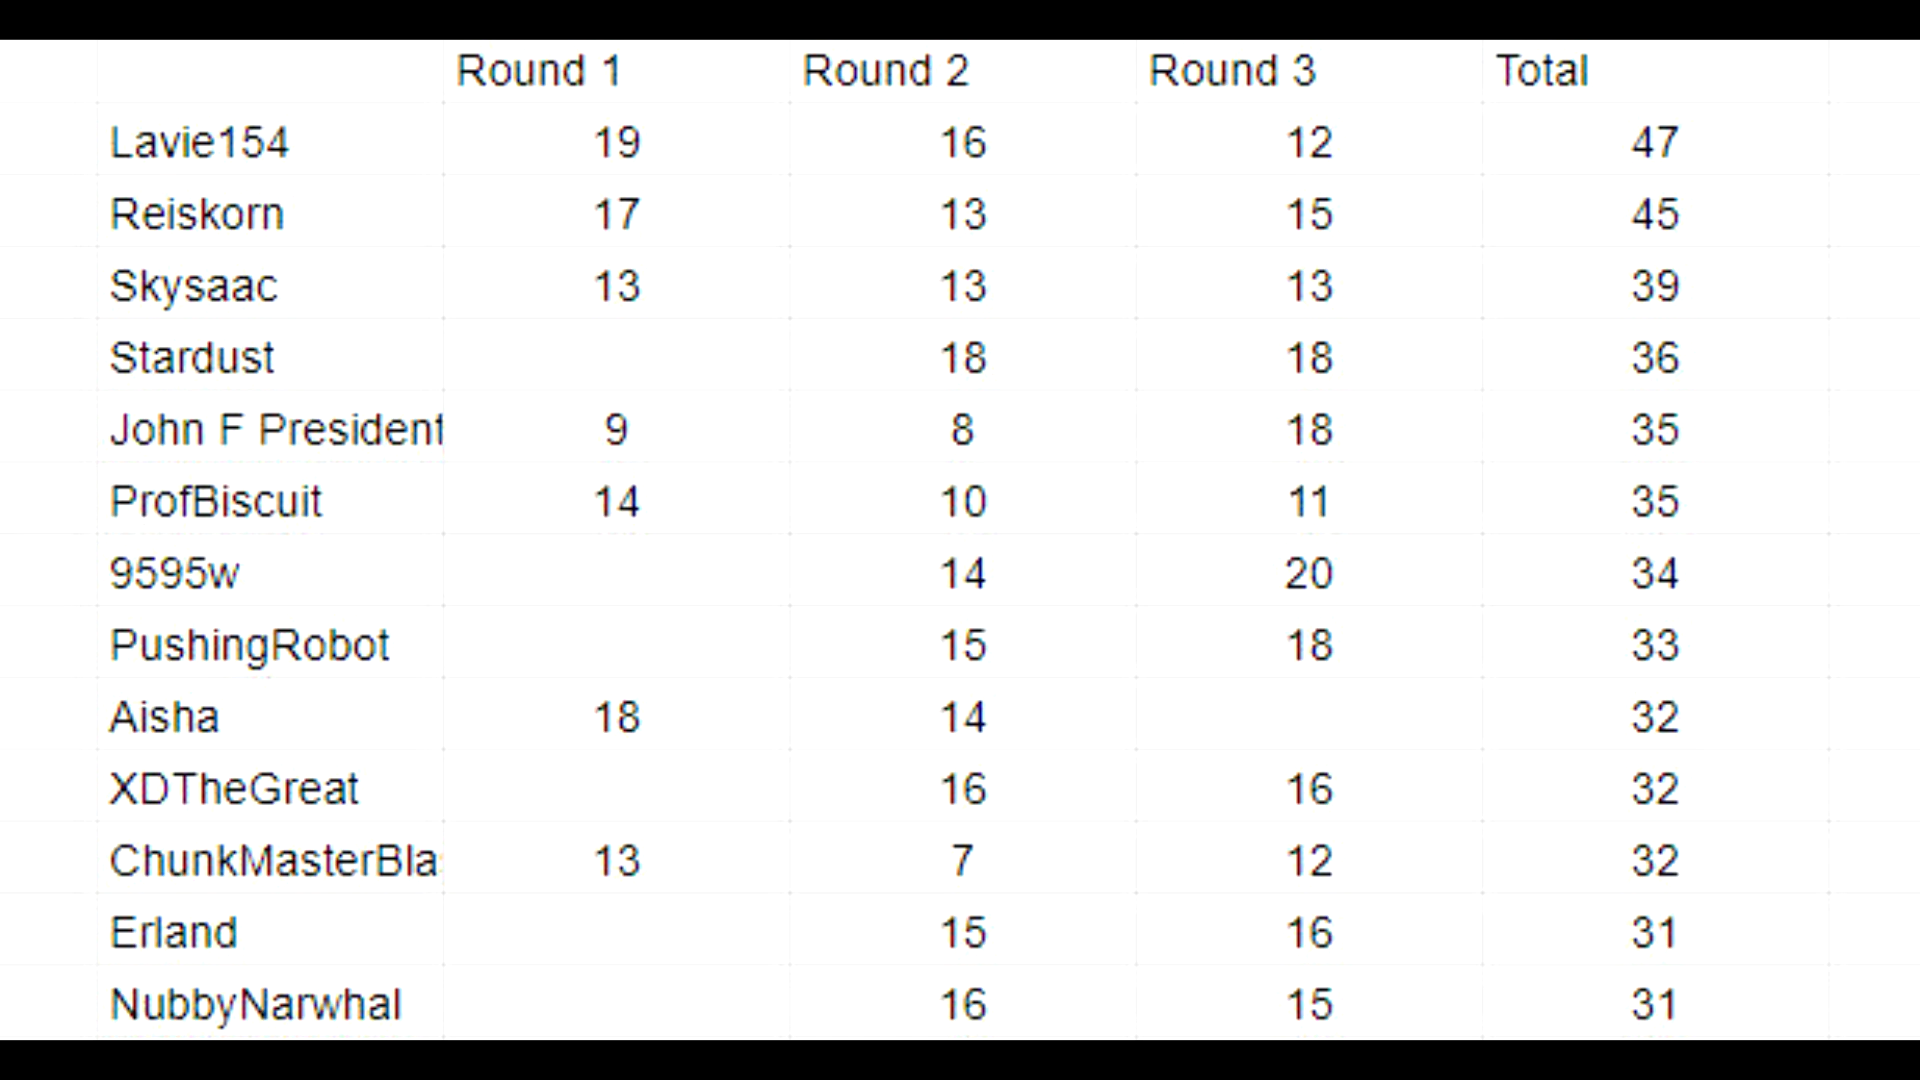 Round 1 Round 2 Round 3 Total
Lavie154 19 16 12 47
Reiskorn 17 13 15 45
Skysaac 13 13 13 39
Stardust 18 18 36
John F President 9 8 18 35
ProfBiscuit 14 10 11 35
9595w 14 20 34
PushingRobot 15 18 33
Aisha 18 14 32
XDTheGreat 16 16 32
ChunkMasterBla 13 7 12 32
Erland 15 16 31
NubbyNarwhal 16 15 31